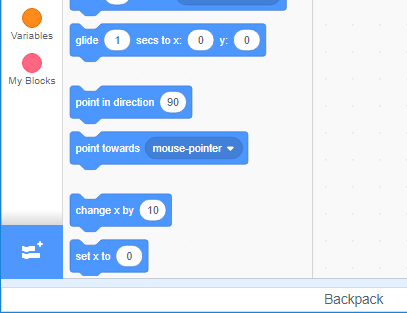 glide 1 secs to x: 0 y: 0
Variables
My Blocks
point in direction 90
point towards mouse-pointer
change x by 10
set x to 0
Backpack